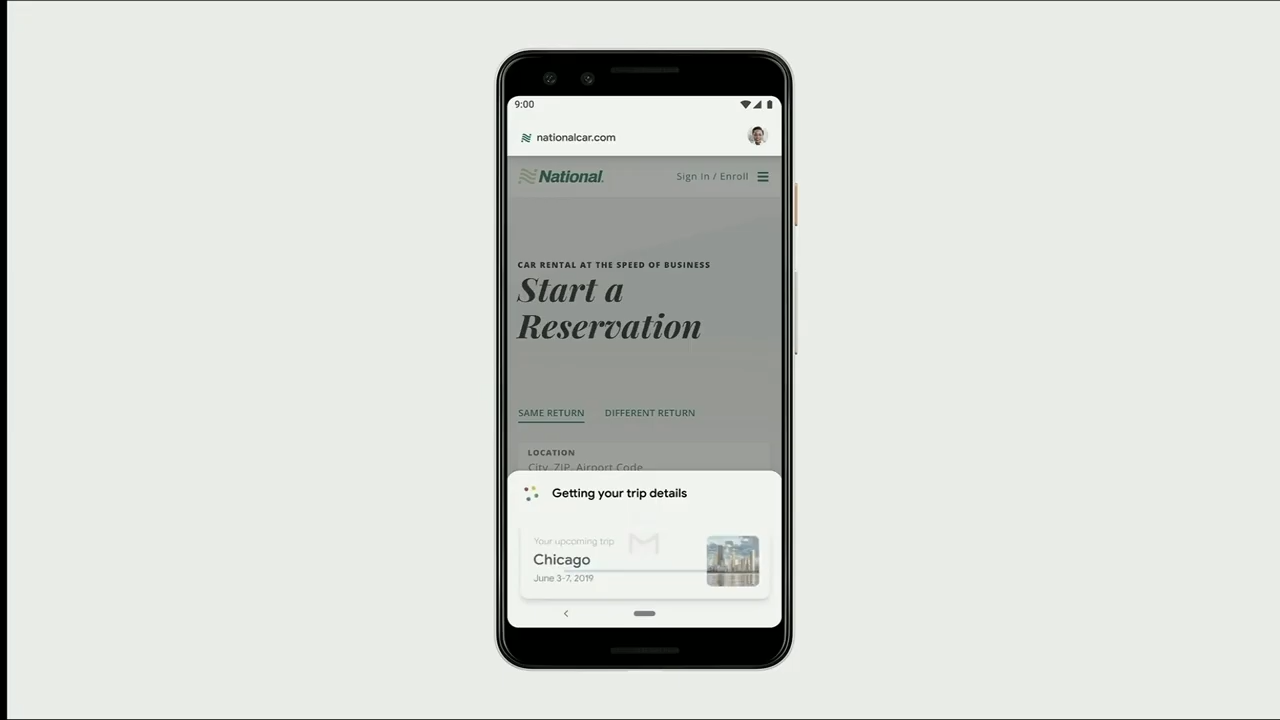 9:00
nationalcar.com
National.
Sign In / Enroll
CAR RENTAL AT THE SPEED OF BUSINESS
Start a
Reservation
SAME RETURN
DIFFERENT RETURN
LOCATION
City, ZIP, Airport Code
Getting your trip details
Your upcoming trip
Chicago
June 3-7, 2019